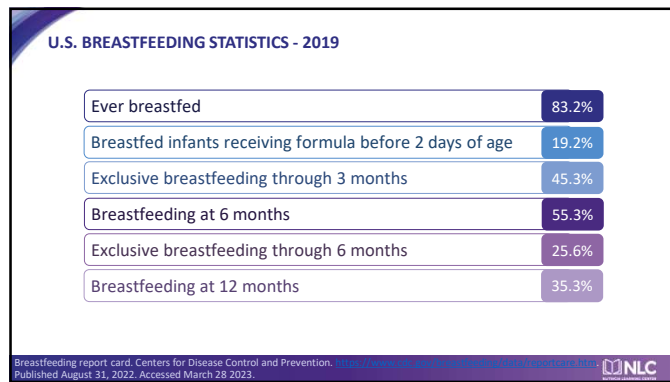 U.S. BREASTFEEDING STATISTICS - 2019
Ever breastfed 83.2%
Breastfed infants receiving formula before 2 days of age 19.2%
Exclusive breastfeeding through 3 months 45.3%
Breastfeeding at 6 months 55.3%
Exclusive breastfeeding through 6 months 25.6%
Breastfeeding at 12 months 35.3%
Breastfeeding report card. Centers for Disease Control and Prevention.
Published August 31, 2022. Accessed March 28 2023.
NLC